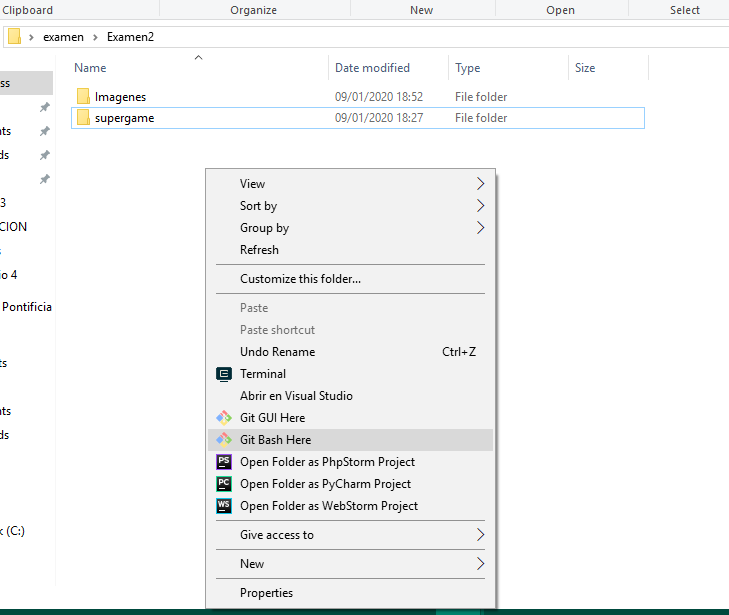 Clipboard Organize New Open Select
examen Examen2
Name Date modified Type Size
Imagenes 09/01/2020 18:52 File folder
supergame 09/01/2020 18:27 File folder
ss
nts
ds
3
CION
s
io 4
Pontificia
ts
nts
ds
k (C:)
View
Sort by
Group by
Refresh
Customize this folder...
Paste
Paste shortcut
Undo Rename Ctrl+Z
Terminal
Abrir en Visual Studio
Git GUI Here
Git Bash Here
PS Open Folder as PhpStorm Project
PC Open Folder as PyCharm Project
WS Open Folder as WebStorm Project
Give access to
New
Properties